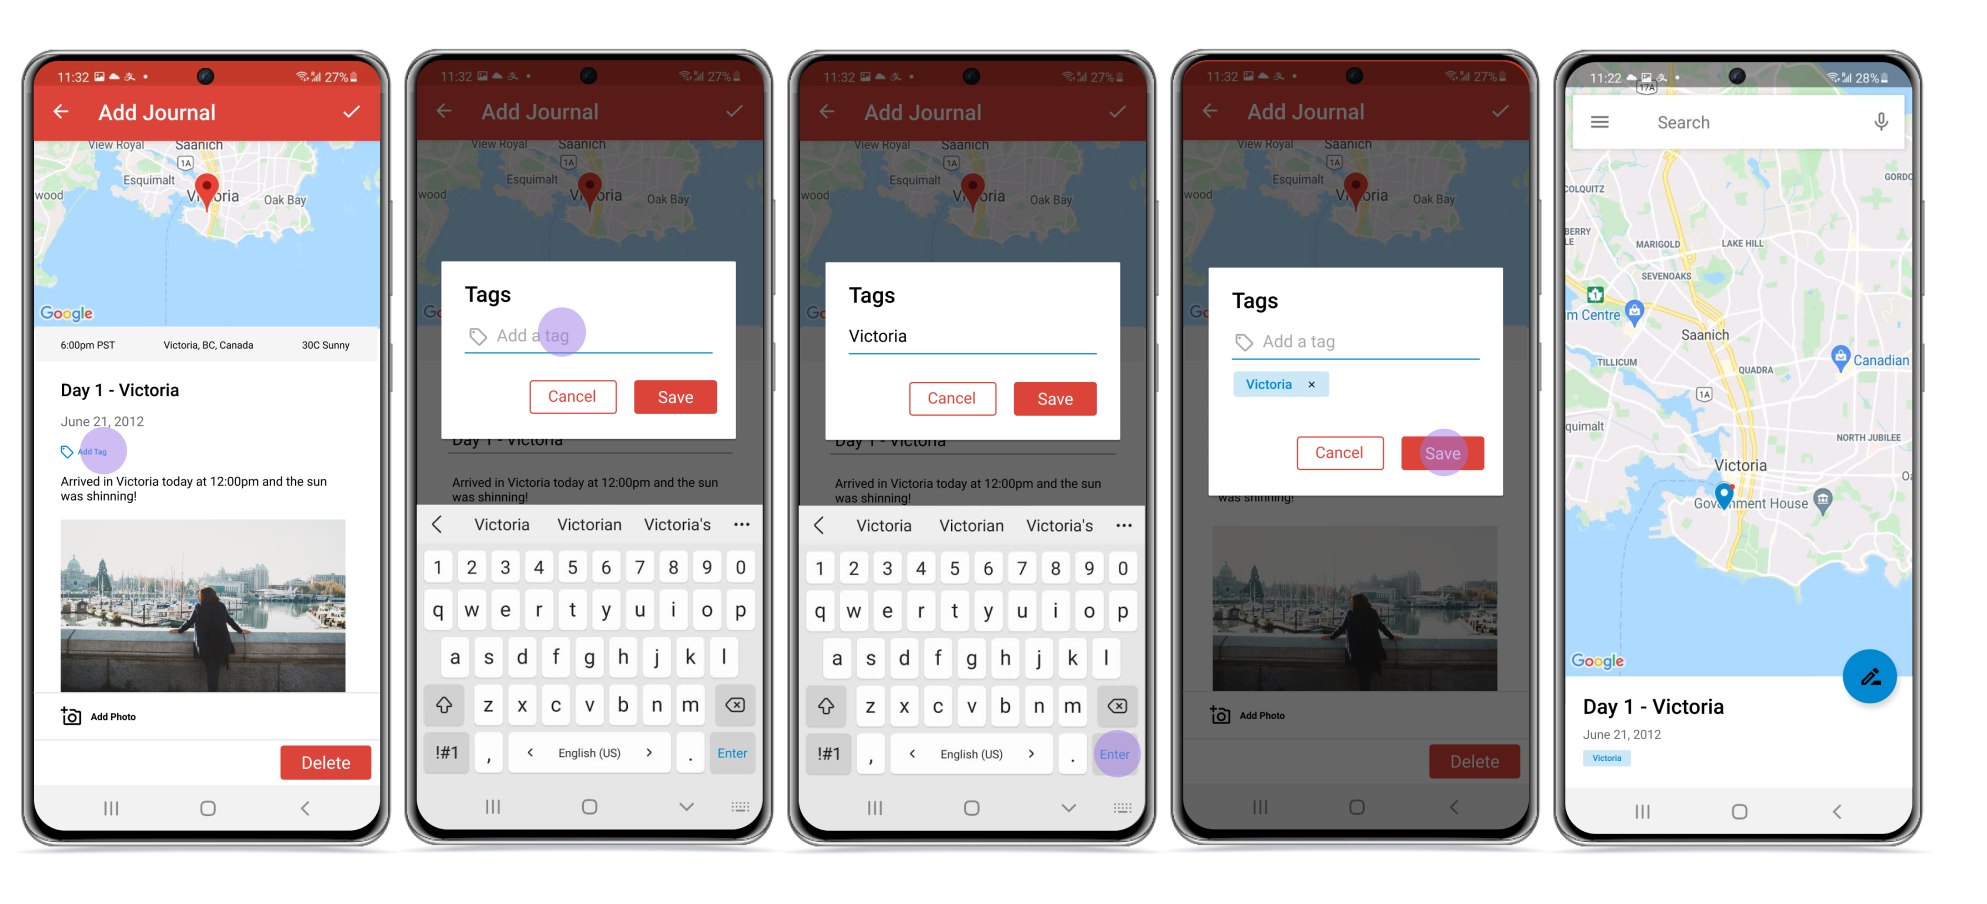 11:32
27%
Add Journal
View Royal
Saanich
1A
Esquimalt
wood
Victoria
Oak Bay
Google
6:00pm PST
Victoria, BC, Canada
30C Sunny
Day 1 - Victoria
June 21, 2012
Add Tag
Arrived in Victoria today at 12:00pm and the sun
was shinning!
Add Photo
Delete
11:32
27%
Add Journal
View Royal
Saanich
1A
Esquimalt
wood
Victoria
Oak Bay
Tags
Add a tag
Cancel
Save
Day 1 - Victoria
Arrived in Victoria today at 12:00pm and the sun
was shinning!
Victoria Victorian Victoria's •••
1 2 3 4 5 6 7 8 9 0
q w e r t y u i o p
a s d f g h j k l
z x c v b n m
!#1 , < English (US) > . Enter
11:32
27%
Add Journal
View Royal
Saanich
1A
Esquimalt
wood
Victoria
Oak Bay
Tags
Victoria
Cancel
Save
Day 1 - Victoria
Arrived in Victoria today at 12:00pm and the sun
was shinning!
Victoria Victorian Victoria's •••
1 2 3 4 5 6 7 8 9 0
q w e r t y u i o p
a s d f g h j k l
z x c v b n m
!#1 , < English (US) > . Enter
11:32
27%
Add Journal
View Royal
Saanich
1A
Esquimalt
wood
Victoria
Oak Bay
Tags
Add a tag
Victoria ×
Cancel
Save
was shinning!
Add Photo
Delete
11:22
28%
17A
Search
COLQUITZ
GORDO
BERRY
LE
MARIGOLD
LAKE HILL
SEVENOAKS
1
m Centre
Saanich
TILLICUM
Canadian
QUADRA
1A
quimalt
NORTH JUBILEE
Victoria
Oa
Government House
Google
Day 1 - Victoria
June 21, 2012
Victoria